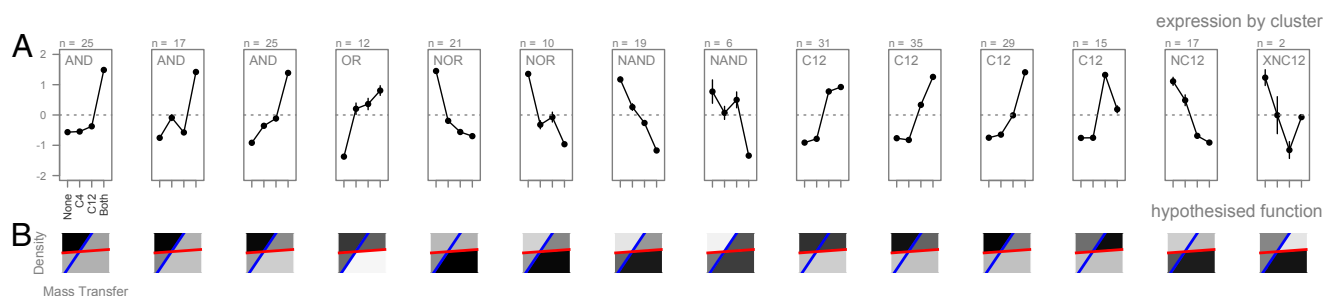 expression by cluster
A
n = 25 n = 17 n = 25 n = 12 n = 21 n = 10 n = 19 n = 6 n = 31 n = 35 n = 29 n = 15 n = 17 n = 2
AND AND AND OR NOR NOR NAND NAND C12 C12 C12 C12 NC12 XNC12
2
1
0
-1
-2
None C4 C12 Both
hypothesised function
B
Density
Mass Transfer